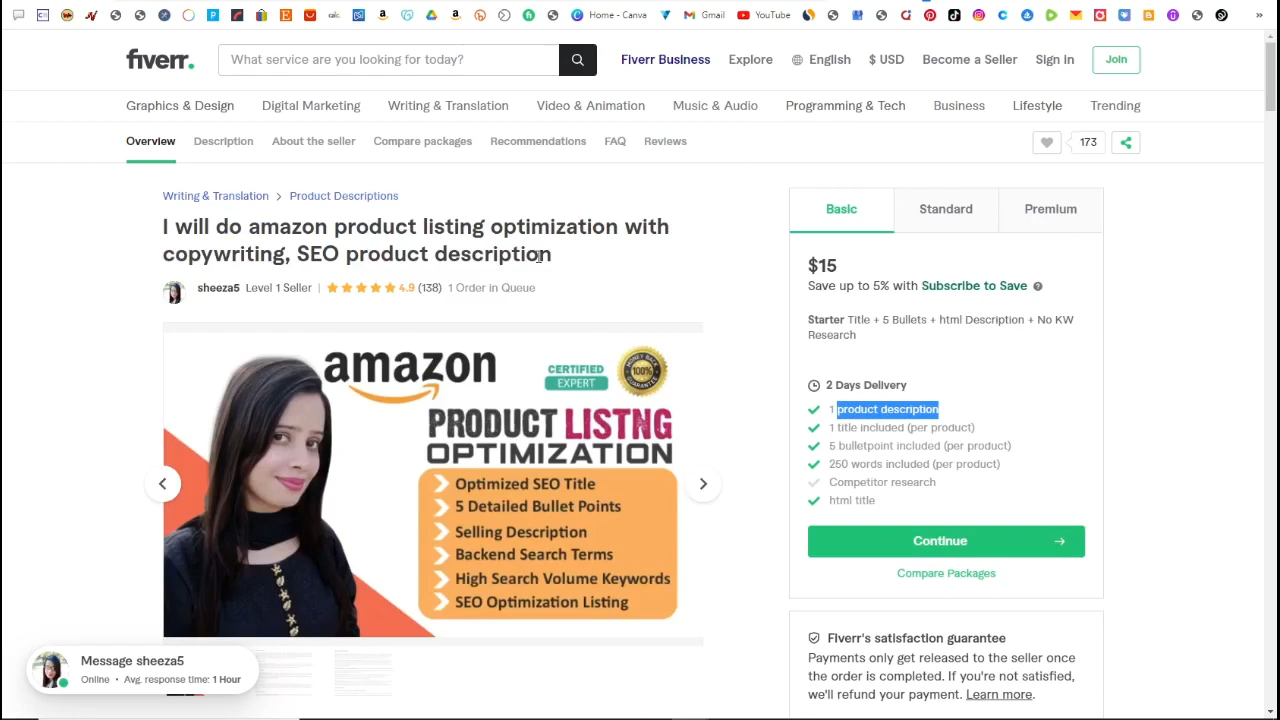 Home - Canva
Gmail
YouTube
»
fiverr.
What service are you looking for today?
Fiverr Business
Explore
English
$ USD
Become a Seller
Sign In
Join
Graphics & Design
Digital Marketing
Writing & Translation
Video & Animation
Music & Audio
Programming & Tech
Business
Lifestyle
Trending
Overview
Description
About the seller
Compare packages
Recommendations
FAQ
Reviews
173
Writing & Translation > Product Descriptions
I will do amazon product listing optimization with
copywriting, SEO product description
sheeza5 Level 1 Seller | 4.9 (138) 1 Order in Queue
amazon
CERTIFIED
EXPERT
MONEY BACK
100%
GUARANTEE
PRODUCT LISTNG
OPTIMIZATION
Optimized SEO Title
5 Detailed Bullet Points
Selling Description
Backend Search Terms
High Search Volume Keywords
SEO Optimization Listing
Message sheeza5
Online • Avg. response time: 1 Hour
Basic
Standard
Premium
$15
Save up to 5% with Subscribe to Save
Starter Title + 5 Bullets + html Description + No KW
Research
2 Days Delivery
1 product description
1 title included (per product)
5 bulletpoint included (per product)
250 words included (per product)
Competitor research
html title
Continue
Compare Packages
Fiverr's satisfaction guarantee
Payments only get released to the seller once
the order is completed. If you're not satisfied,
we'll refund your payment. Learn more.